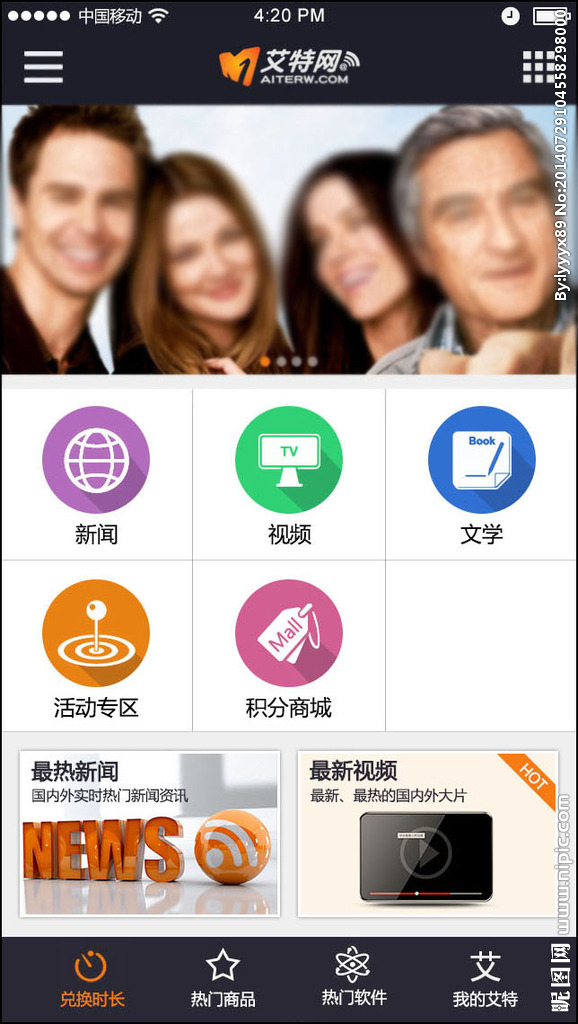 中国移动
4:20 PM
艾特网@
AITERW.COM
新闻
TV
视频
Book
文学
活动专区
Mall
积分商城
最热新闻
国内外实时热门新闻资讯
NEWS
最新视频
最新、最热的国内外大片
HOT
兑换时长
热门商品
热门软件
艾
我的艾特
By:lyyyx89 No:20140729104558298000
昵图网 www.nipic.com